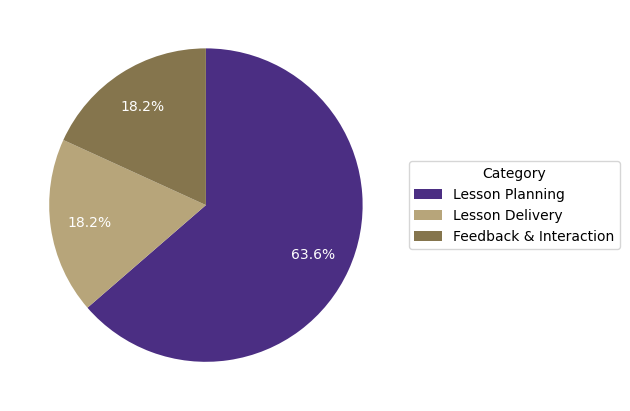 18.2%
18.2%
63.6%
Category
Lesson Planning
Lesson Delivery
Feedback & Interaction